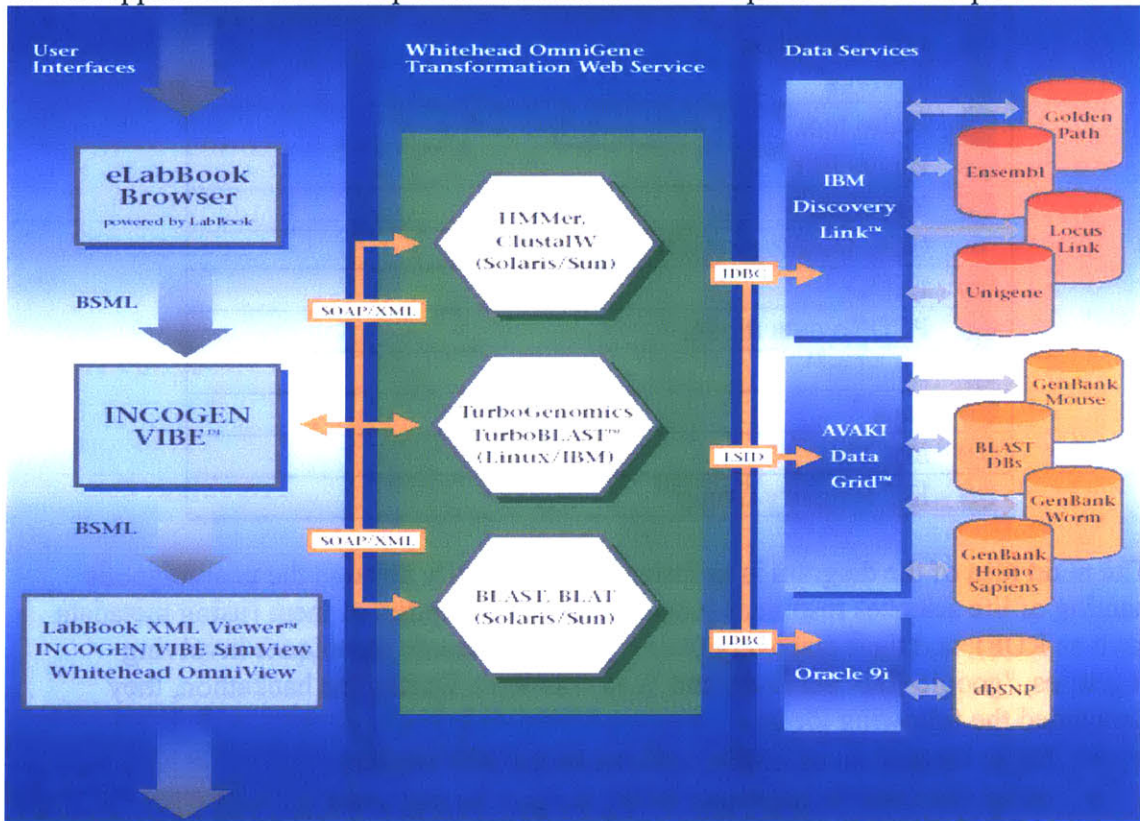 User
Interfaces
Whitehead OmniGene
Transformation Web Service
Data Services
eLabBook
Browser
powered by LabBook
BSML
INCOGEN
VIBE™
BSML
LabBook XML Viewer™
INCOGEN VIBE SimView
Whitehead OmniView
SOAP/XML
SOAP/XML
HMMer,
ClustalW
(Solaris/Sun)
TurboGenomics
TurboBLAST™
(Linux/IBM)
BLAST, BLAT
(Solaris/Sun)
JDBC
LSID
JDBC
IBM
Discovery
Link™
AVAKI
Data
Grid™
Oracle 9i
Golden
Path
Ensembl
Locus
Link
Unigene
GenBank
Mouse
BLAST
DBs
GenBank
Worm
GenBank
Homo
Sapiens
dbSNP